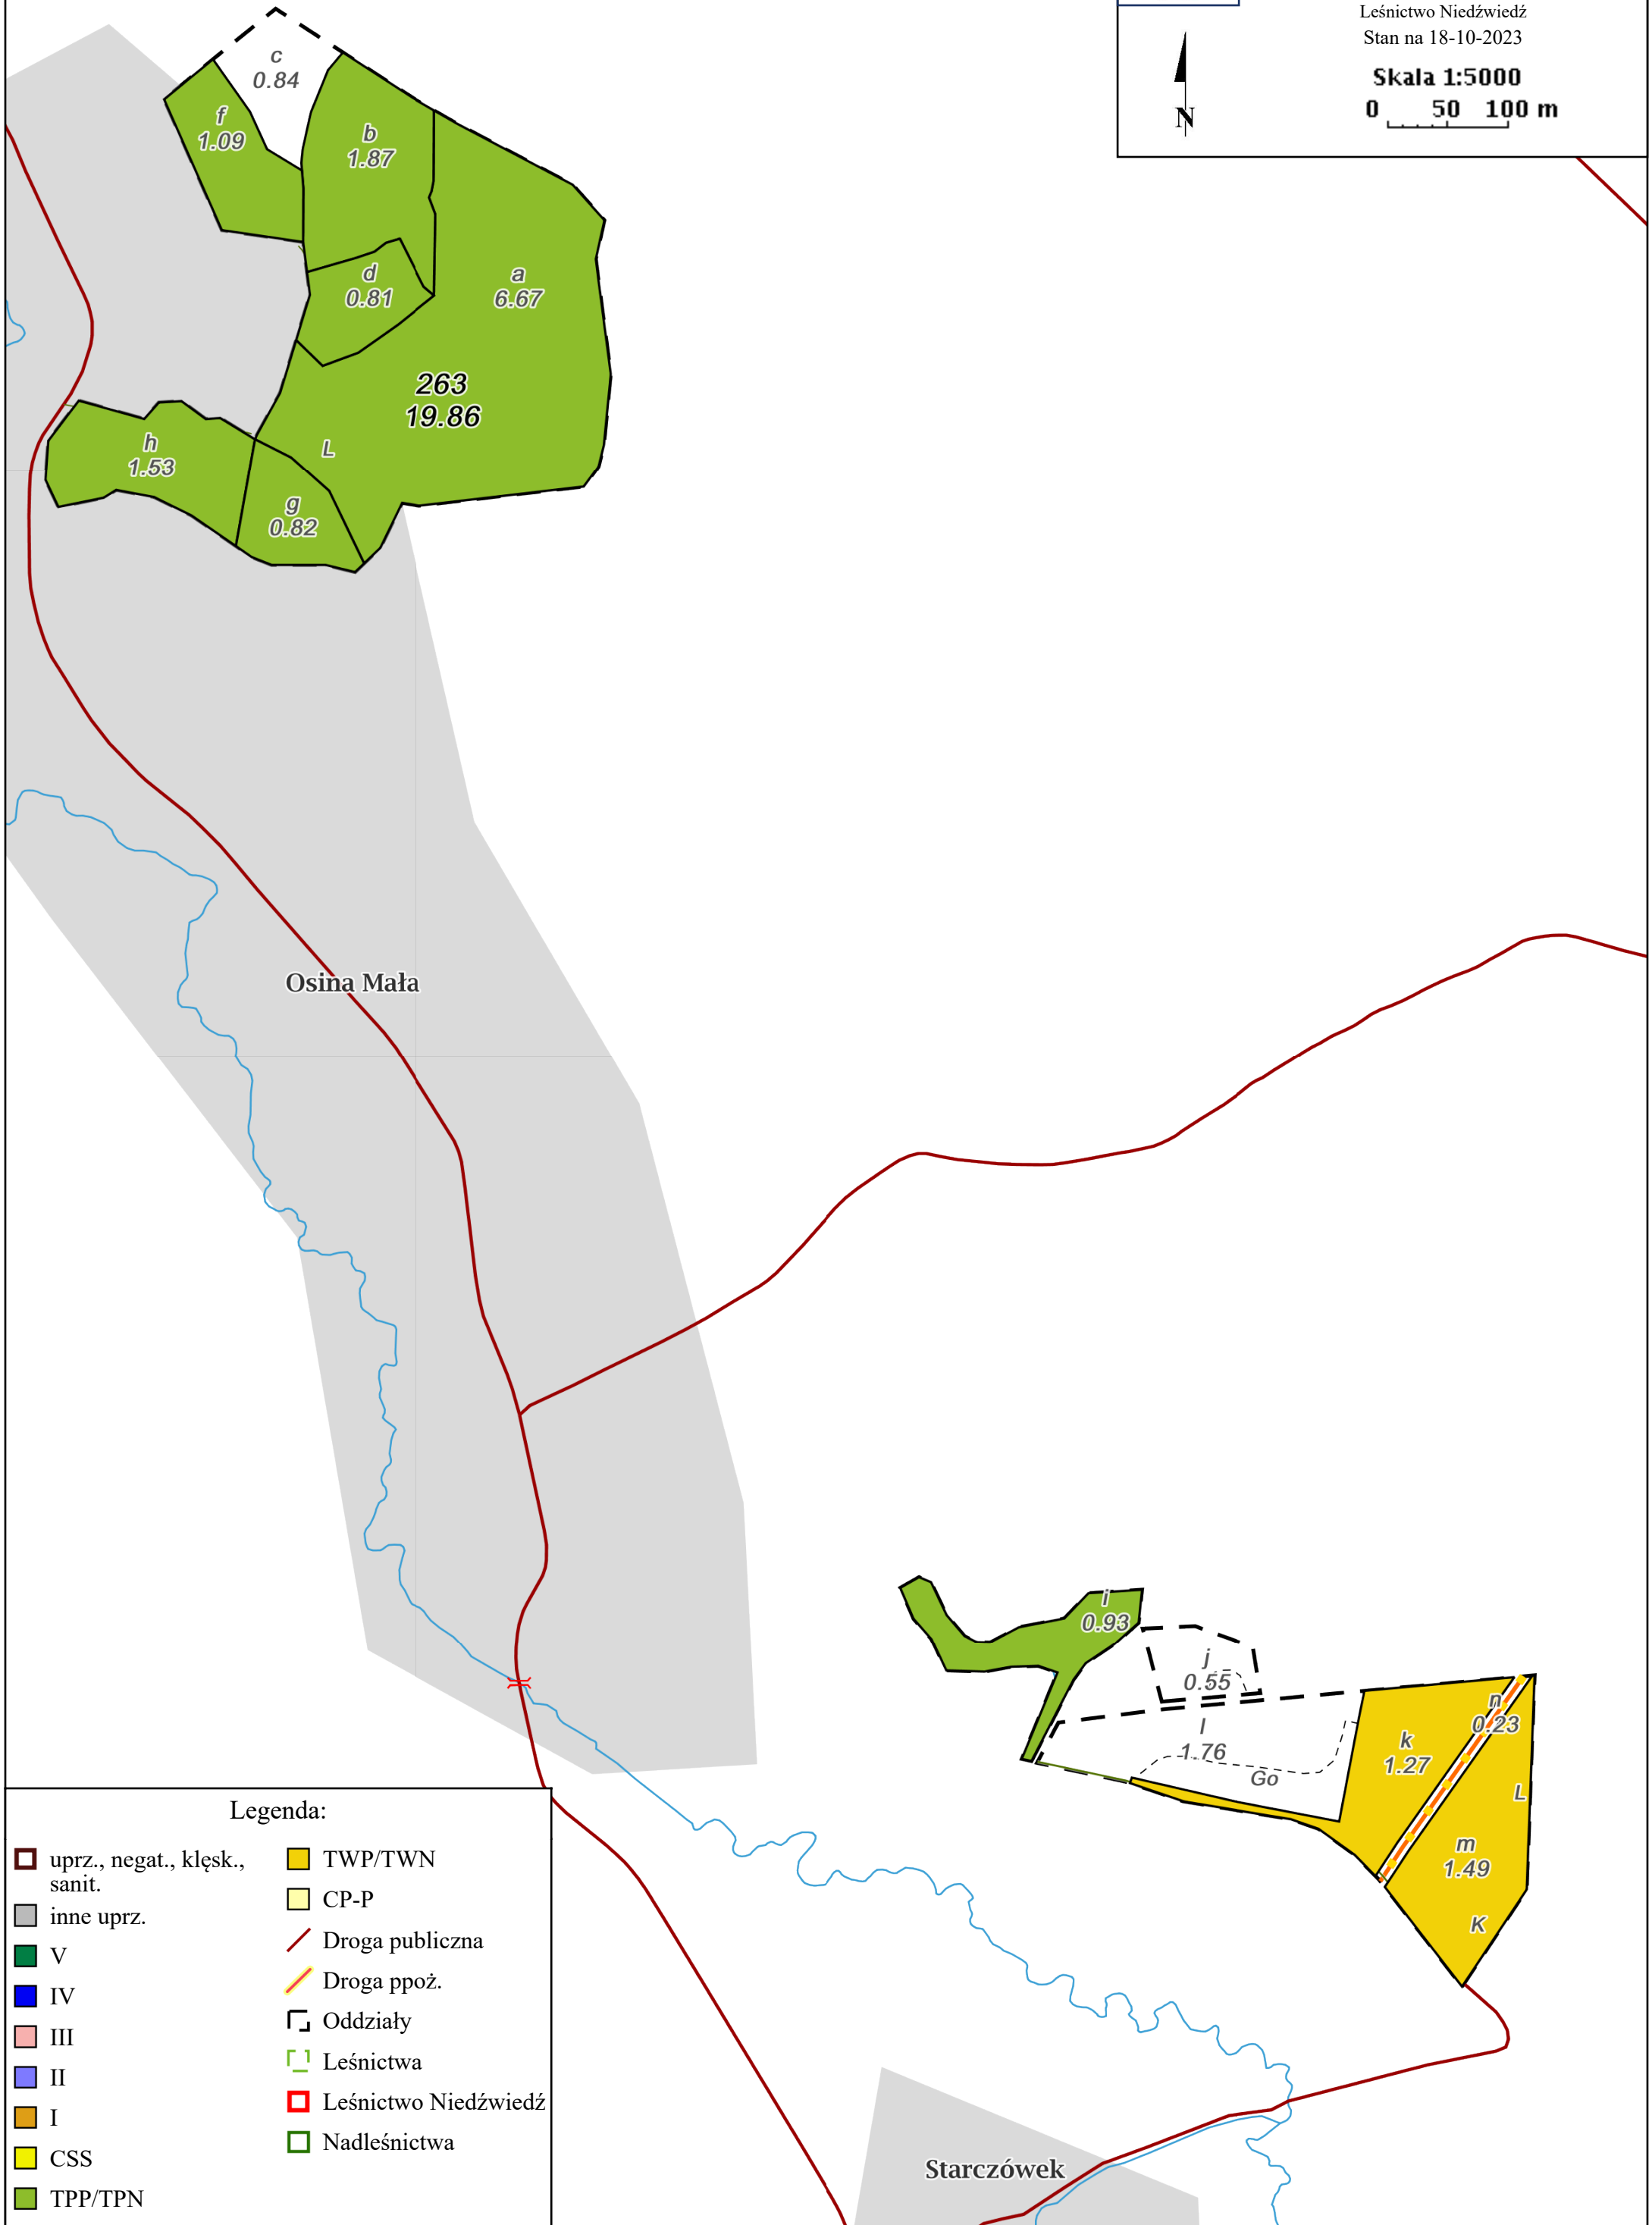 Leśnictwo Niedźwiedź
Stan na 18-10-2023
Skala 1:5000
0 50 100 m
N
c
0.84
f
1.09
b
1.87
d
0.81
a
6.67
263
19.86
L
h
1.53
g
0.82
Osina Mała
i
0.93
j
0.55
l
1.76
Go
k
1.27
n
0.23
L
m
1.49
K
Starczówek
Legenda:
uprz., negat., klęsk.,
sanit.
inne uprz.
V
IV
III
II
I
CSS
TPP/TPN
TWP/TWN
CP-P
Droga publiczna
Droga ppoż.
Oddziały
Leśnictwa
Leśnictwo Niedźwiedź
Nadleśnictwa